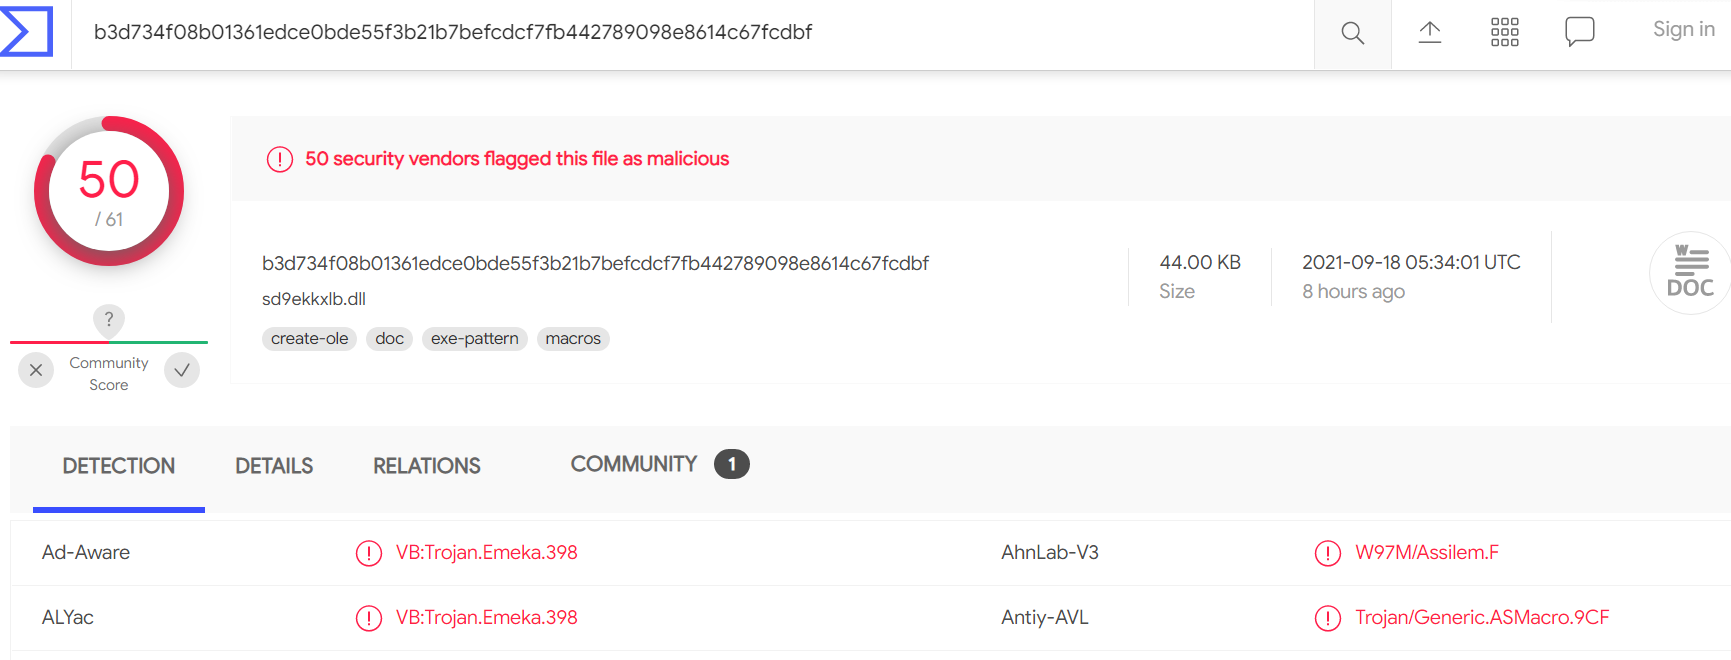 b3d734f08b01361edce0bde55f3b21b7befcdcf7fb442789098e8614c67fcdbf
Sign in
50
/ 61
50 security vendors flagged this file as malicious
b3d734f08b01361edce0bde55f3b21b7befcdcf7fb442789098e8614c67fcdbf
sd9ekkxlb.dll
create-ole doc exe-pattern macros
44.00 KB
Size
2021-09-18 05:34:01 UTC
8 hours ago
W
DOC
?
Community
Score
DETECTION DETAILS RELATIONS COMMUNITY 1
Ad-Aware VB:Trojan.Emeka.398 AhnLab-V3 W97M/Assilem.F
ALYac VB:Trojan.Emeka.398 Antiy-AVL Trojan/Generic.ASMacro.9CF